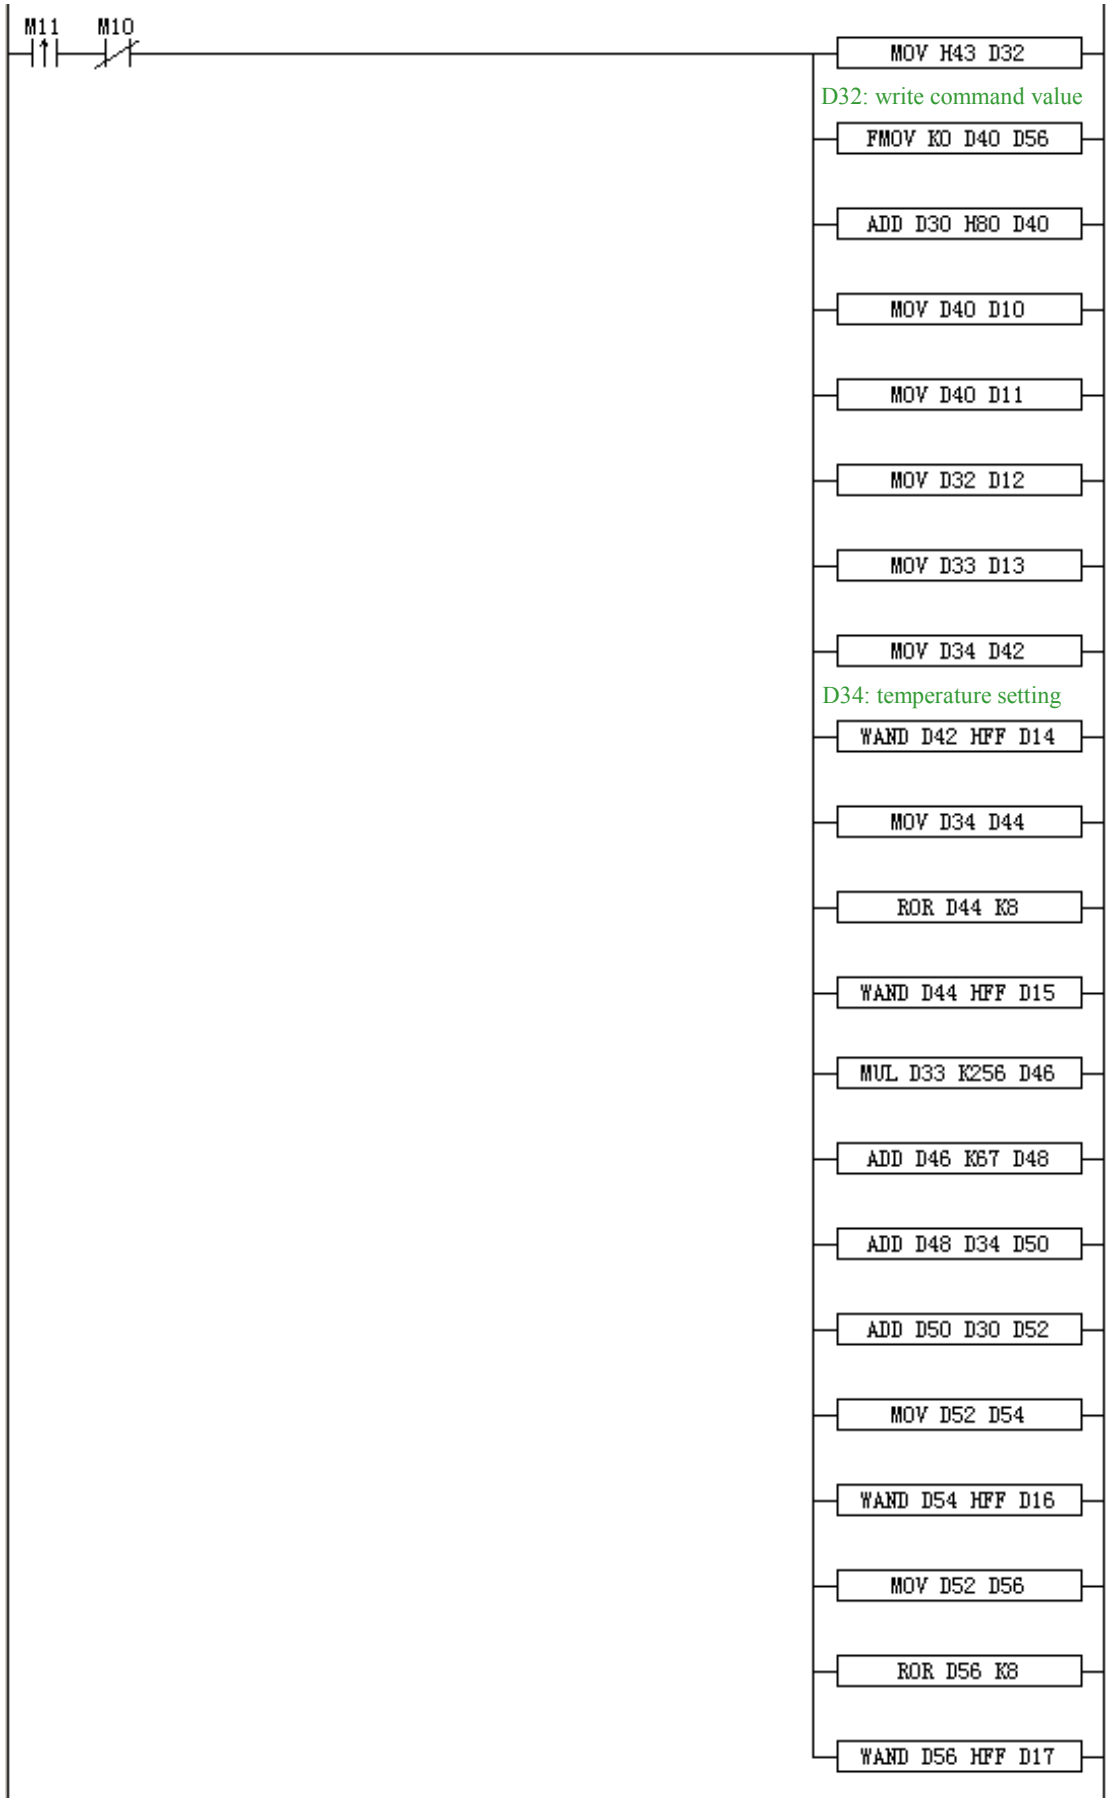 M11 M10
MOV H43 D32
D32: write command value
FMOV K0 D40 D56
ADD D30 H80 D40
MOV D40 D10
MOV D40 D11
MOV D32 D12
MOV D33 D13
MOV D34 D42
D34: temperature setting
WAND D42 HFF D14
MOV D34 D44
ROR D44 K8
WAND D44 HFF D15
MUL D33 K256 D46
ADD D46 K67 D48
ADD D48 D34 D50
ADD D50 D30 D52
MOV D52 D54
WAND D54 HFF D16
MOV D52 D56
ROR D56 K8
WAND D56 HFF D17